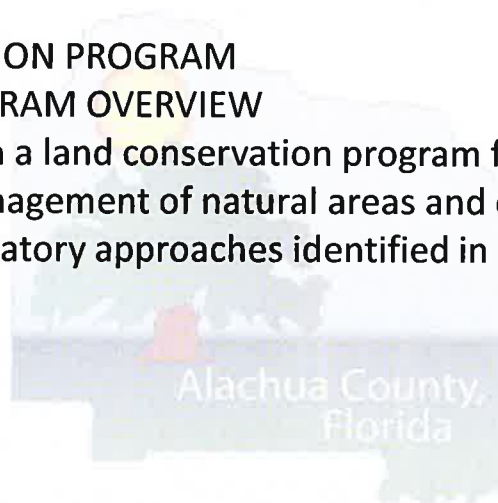 ON PROGRAM
RAM OVERVIEW
a land conservation program
nagement of natural areas and
atory approaches identified in
Alachua County,
Florida